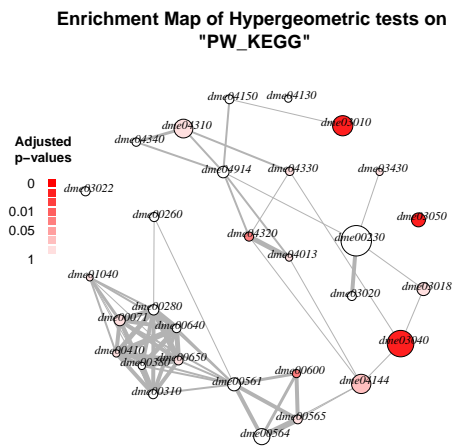 Enrichment Map of Hypergeometric tests on
"PW_KEGG"
dme04150
dme04130
dme04310
dme03010
dme04340
Adjusted
p−values
dme04914
dme04330
dme03430
0
dme03022
0.01
dme00260
dme03050
0.05
dme04320
dme00230
1
dme04013
dme01040
dme03018
dme00280
dme03020
dme00071
dme00640
dme03040
dme00410
dme00650
dme00380
dme00561
dme00600
dme04144
dme00310
dme00565
dme00564